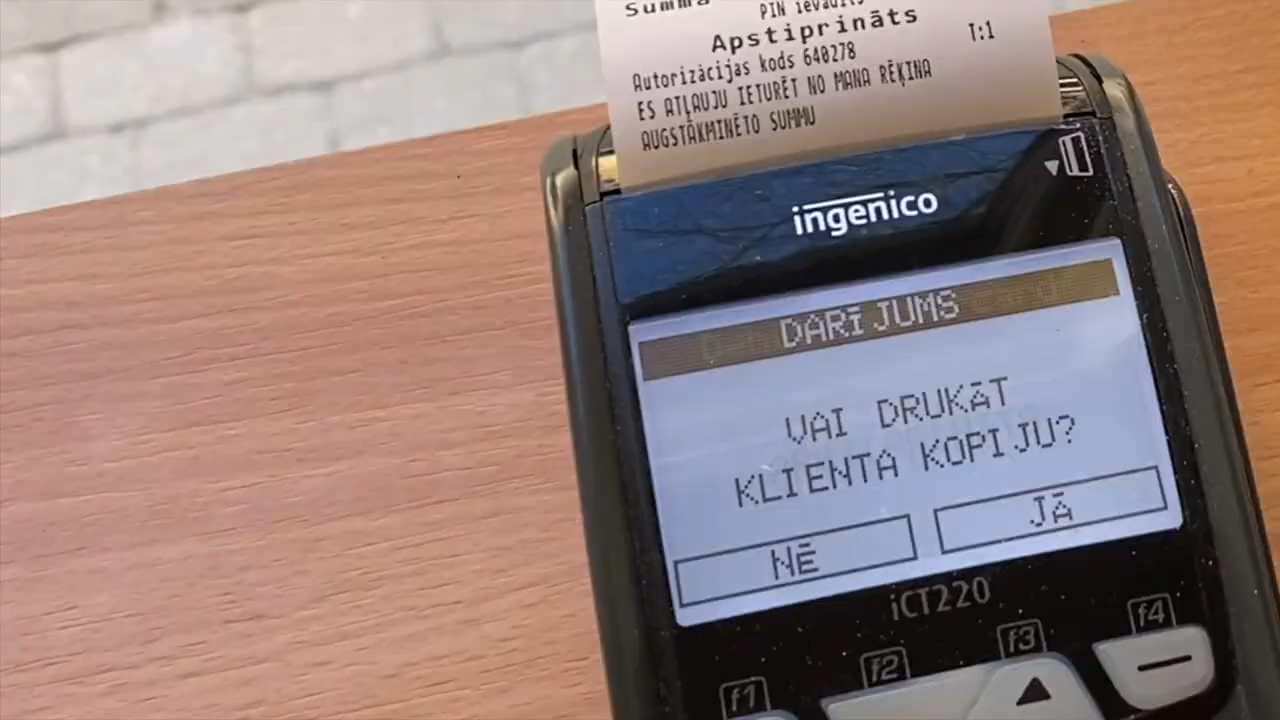 Summa
PIN ievadīts
Apstiprināts
T:1
Autorizācijas kods 640278
ES ATĻAUJU IETURĒT NO MANA RĒĶINA
AUGSTĀKMINĒTO SUMMU
ingenico
DARĪJUMS
VAI DRUKĀT
KLIENTA KOPIJU?
NĒ
JĀ
iCT220
f1
f2
f3
f4